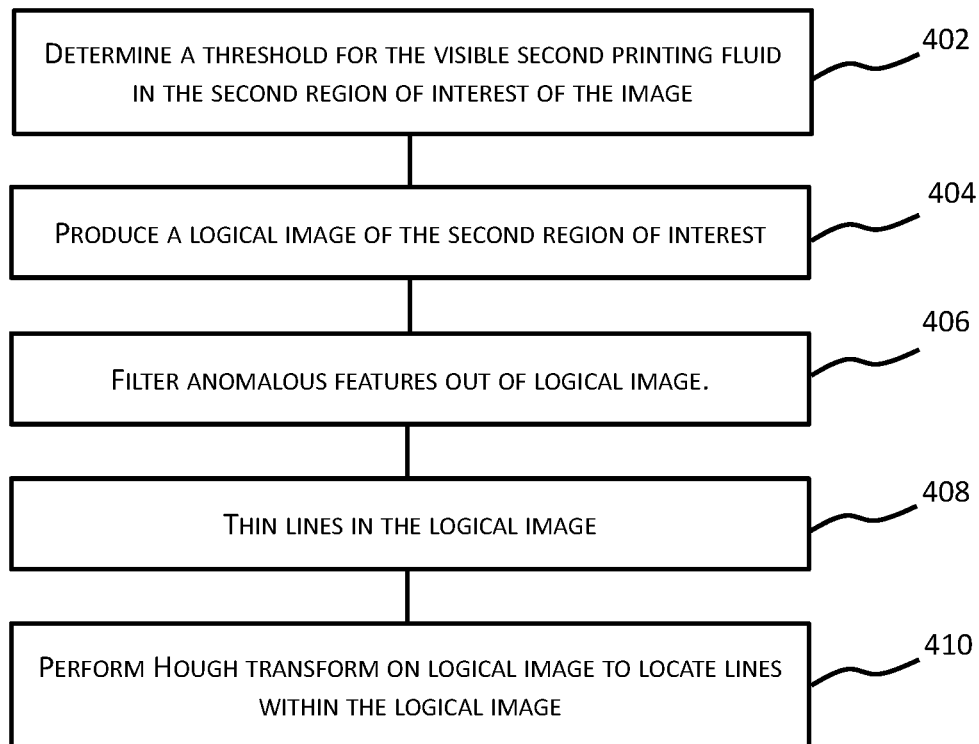 DETERMINE A THRESHOLD FOR THE VISIBLE SECOND PRINTING FLUID
IN THE SECOND REGION OF INTEREST OF THE IMAGE
402
PRODUCE A LOGICAL IMAGE OF THE SECOND REGION OF INTEREST
404
FILTER ANOMALOUS FEATURES OUT OF LOGICAL IMAGE.
406
THIN LINES IN THE LOGICAL IMAGE
408
PERFORM HOUGH TRANSFORM ON LOGICAL IMAGE TO LOCATE LINES
WITHIN THE LOGICAL IMAGE
410